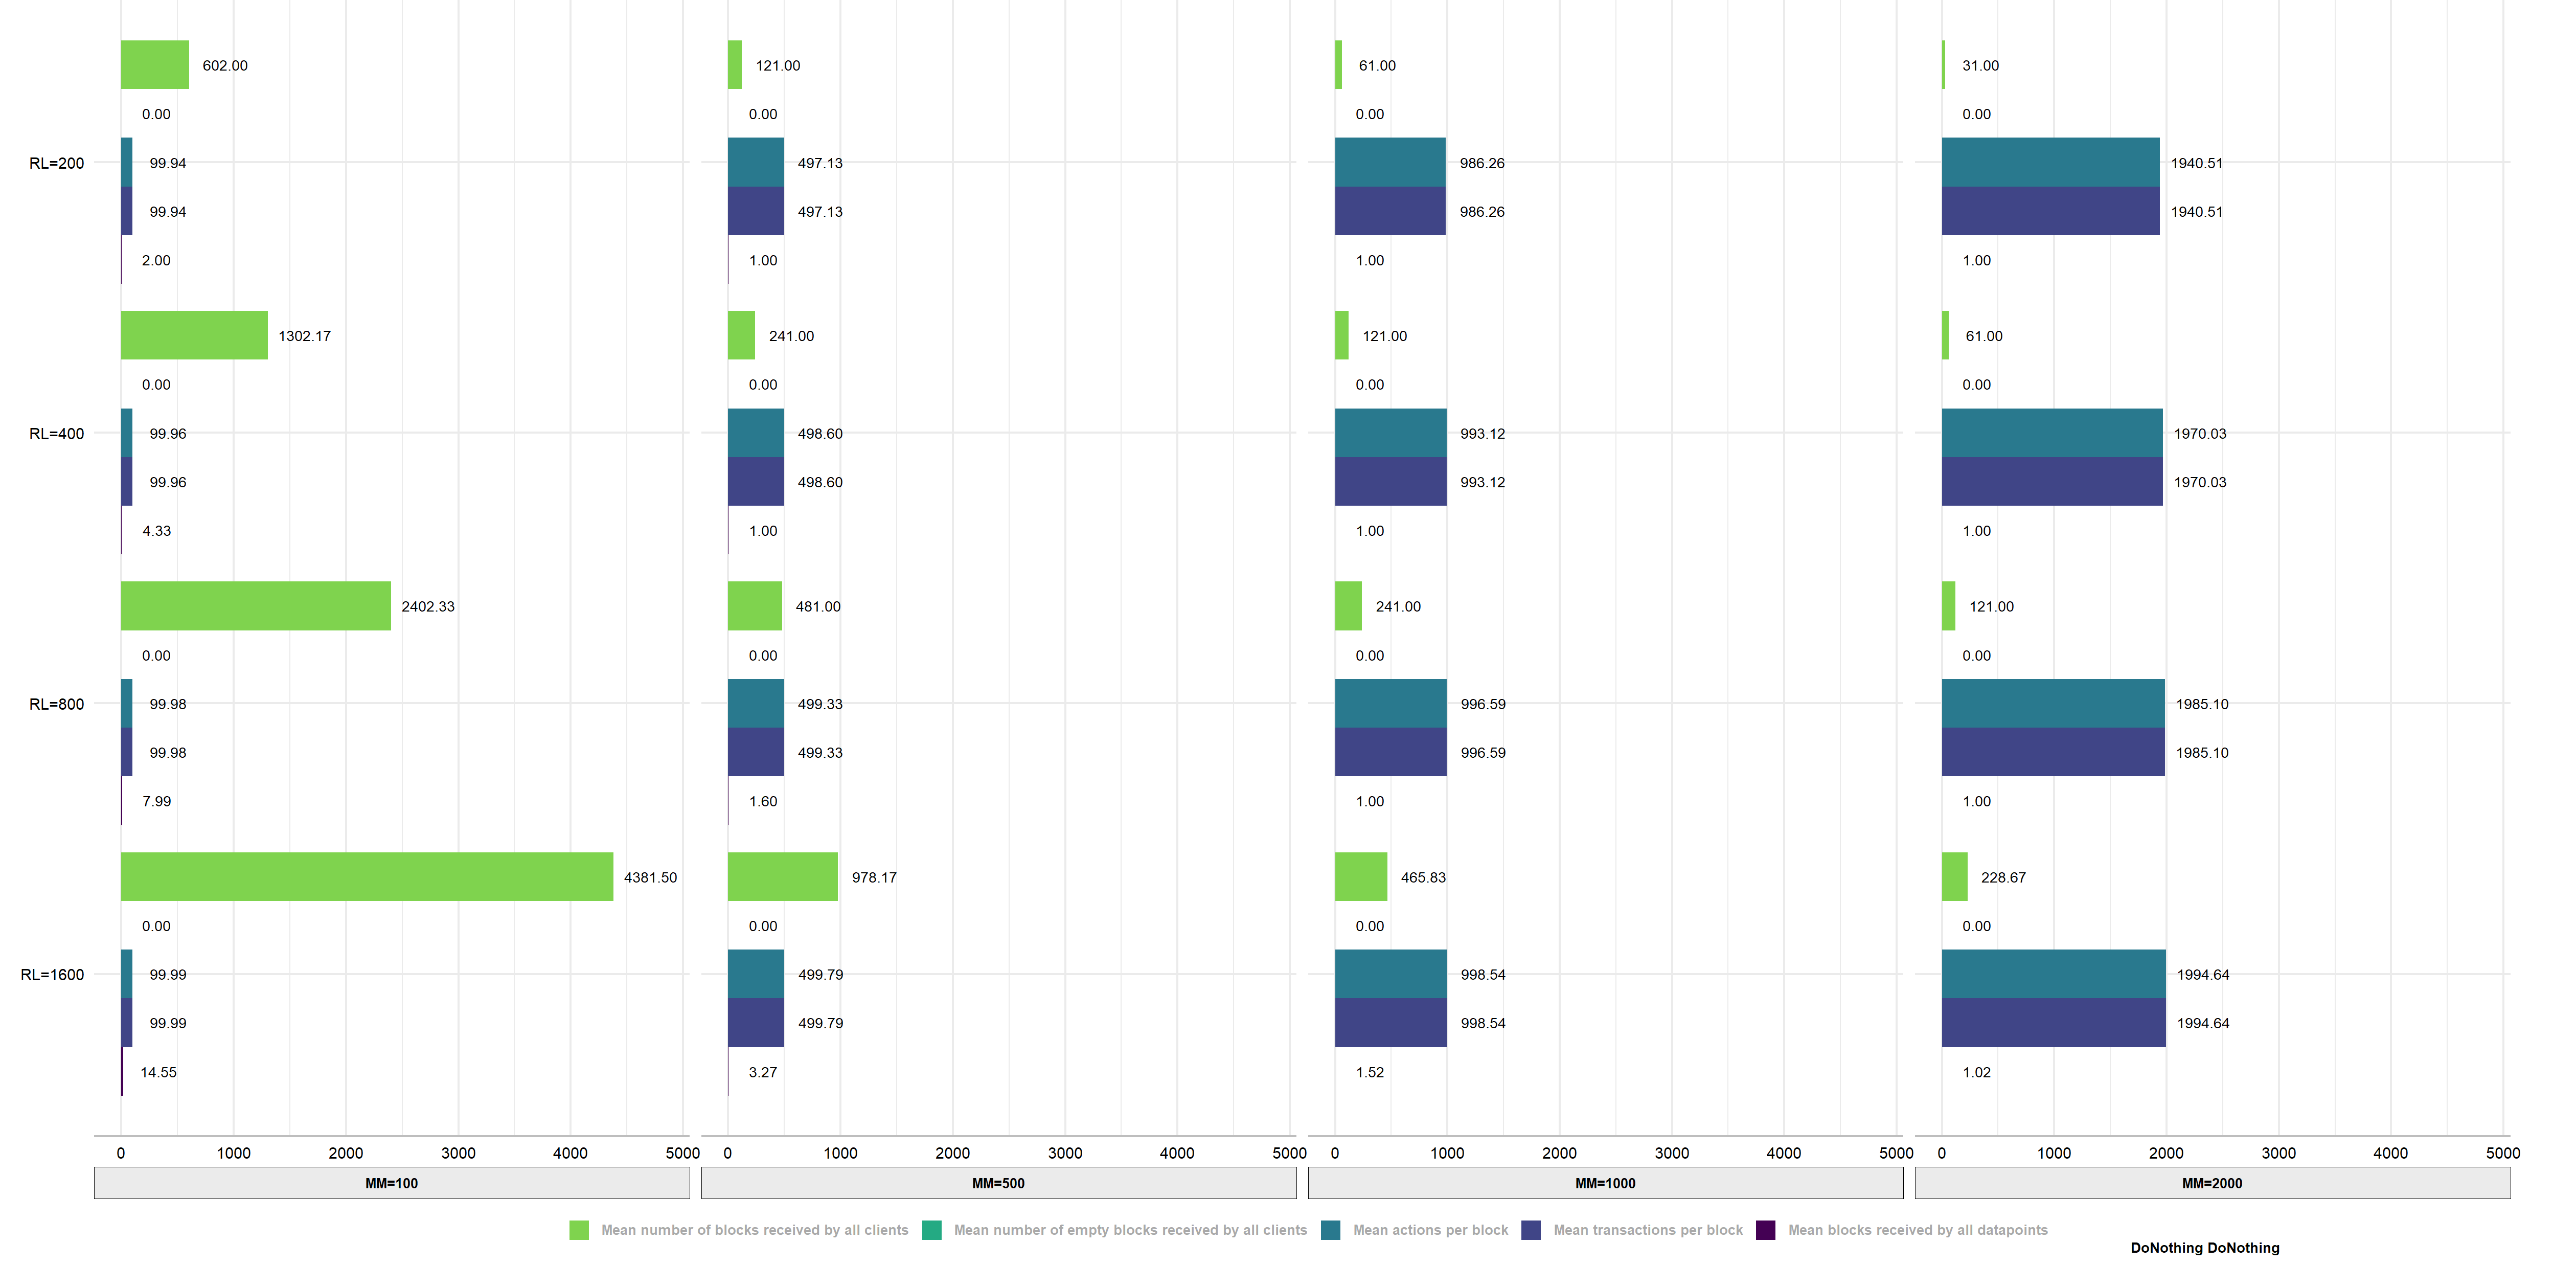 602.00 121.00 61.00 31.00
0.00 0.00 0.00 0.00
RL=200 99.94 497.13 986.26 1940.51
99.94 497.13 986.26 1940.51
2.00 1.00 1.00 1.00
1302.17 241.00 121.00 61.00
0.00 0.00 0.00 0.00
RL=400 99.96 498.60 993.12 1970.03
99.96 498.60 993.12 1970.03
4.33 1.00 1.00 1.00
2402.33 481.00 241.00 121.00
0.00 0.00 0.00 0.00
RL=800 99.98 499.33 996.59 1985.10
99.98 499.33 996.59 1985.10
7.99 1.60 1.00 1.00
4381.50 978.17 465.83 228.67
0.00 0.00 0.00 0.00
RL=1600 99.99 499.79 998.54 1994.64
99.99 499.79 998.54 1994.64
14.55 3.27 1.52 1.02
0 1000 2000 3000 4000 5000 0 1000 2000 3000 4000 5000 0 1000 2000 3000 4000 5000 0 1000 2000 3000 4000 5000
MM=100 MM=500 MM=1000 MM=2000
Mean number of blocks received by all clients Mean number of empty blocks received by all clients Mean actions per block Mean transactions per block Mean blocks received by all datapoints
DoNothing DoNothing